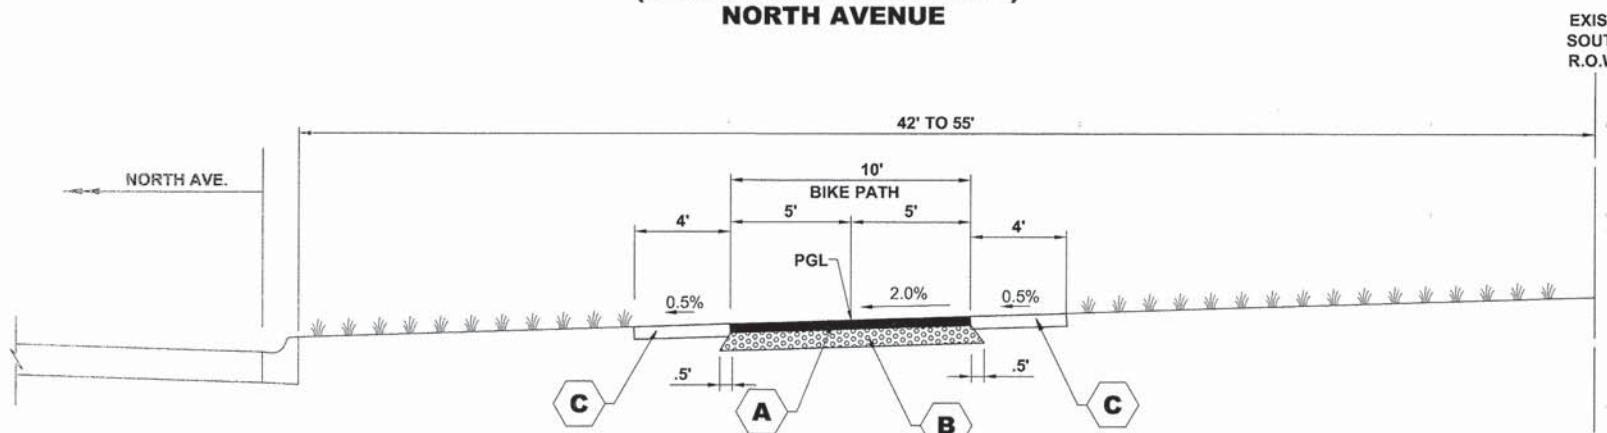 NORTH AVENUE
EXIS
SOUT
R.O.W
42' TO 55'
NORTH AVE.
10'
BIKE PATH
4'
5'
5'
4'
PGL
0.5%
2.0%
0.5%
.5'
.5'
C
A
B
C